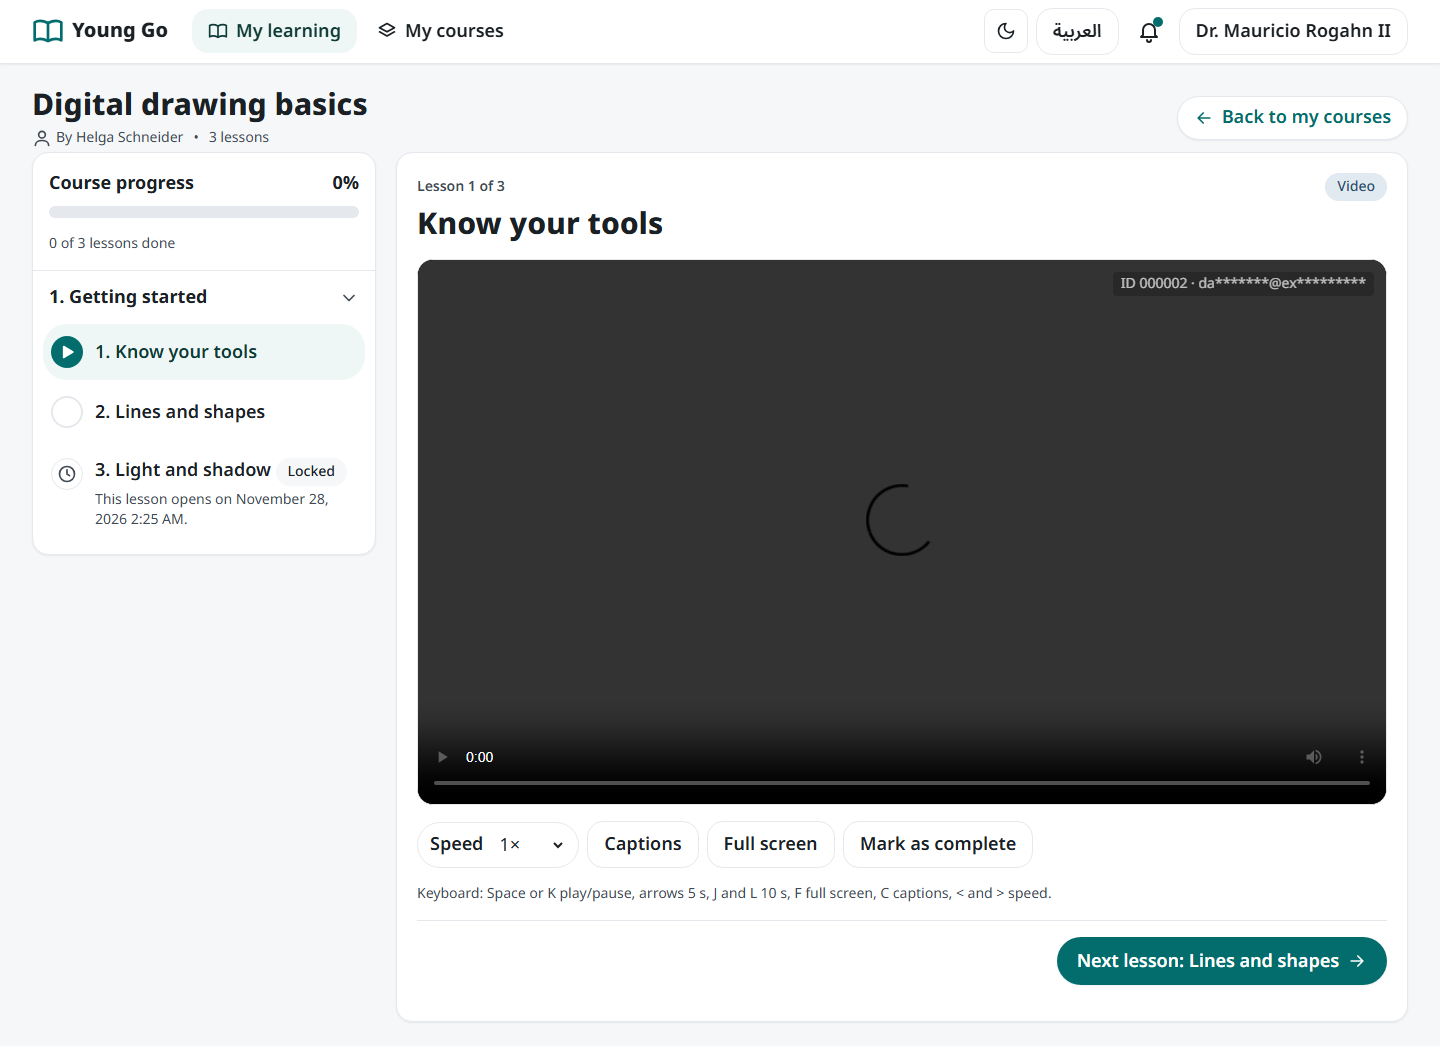 Young Go
My learning
My courses
العربية
Dr. Mauricio Rogahn II
Digital drawing basics
By Helga Schneider • 3 lessons
Back to my courses
Course progress 0%
0 of 3 lessons done
1. Getting started
1. Know your tools
2. Lines and shapes
3. Light and shadow Locked
This lesson opens on November 28,
2026 2:25 AM.
Lesson 1 of 3
Video
Know your tools
ID 000002 · da*******@ex*********
0:00
Speed 1×
Captions
Full screen
Mark as complete
Keyboard: Space or K play/pause, arrows 5 s, J and L 10 s, F full screen, C captions, < and > speed.
Next lesson: Lines and shapes